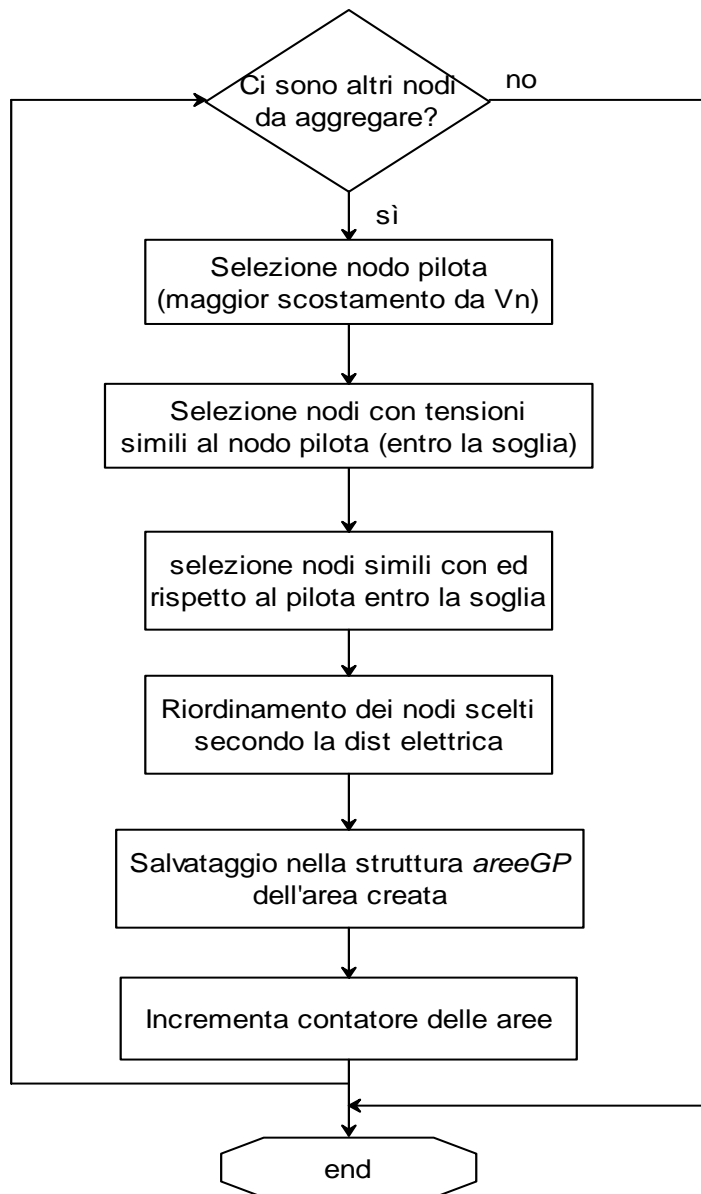 Ci sono altri nodi
da aggregare?
no
sì
Selezione nodo pilota
(maggior scostamento da Vn)
Selezione nodi con tensioni
simili al nodo pilota (entro la soglia)
selezione nodi simili con ed
rispetto al pilota entro la soglia
Riordinamento dei nodi scelti
secondo la dist elettrica
Salvataggio nella struttura areeGP
dell'area creata
Incrementa contatore delle aree
end